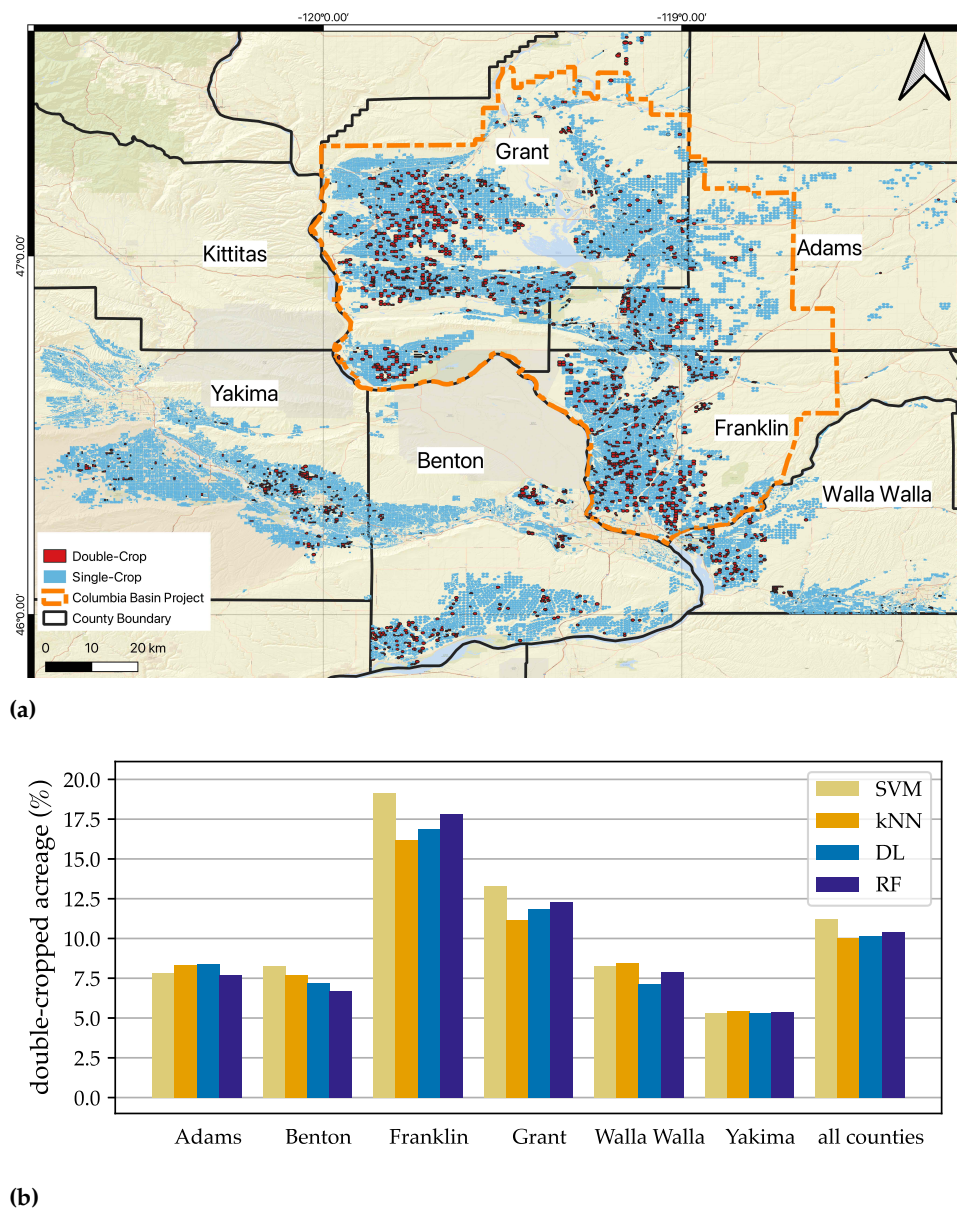 -120°0.00'
-119°0.00'
Grant
Kittitas
Adams
47°0.00'
Yakima
Benton
Franklin
Walla Walla
46°0.00'
Double-Crop
Single-Crop
Columbia Basin Project
County Boundary
0 10 20 km
(a)
double-cropped acreage (%)
20.0
17.5
15.0
12.5
10.0
7.5
5.0
2.5
0.0
SVM
kNN
DL
RF
Adams Benton Franklin Grant Walla Walla Yakima all counties
(b)